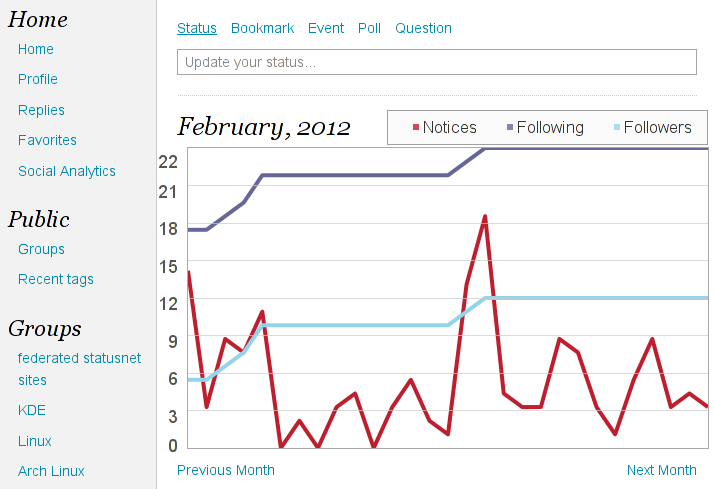 Home
Home
Profile
Replies
Favorites
Social Analytics
Public
Groups
Recent tags
Groups
federated statusnet
sites
KDE
Linux
Arch Linux
Status Bookmark Event Poll Question
Update your status...
February, 2012
Notices Following Followers
22
21
18
15
12
9
6
3
0
Previous Month Next Month